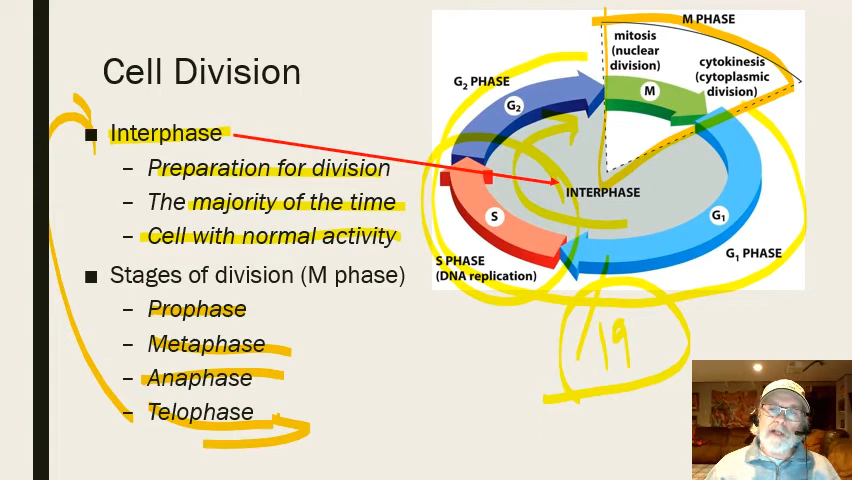 Cell Division
Interphase
– Preparation for division
– The majority of the time
– Cell with normal activity
Stages of division (M phase)
– Prophase
– Metaphase
– Anaphase
– Telophase
M PHASE
mitosis
(nuclear
division)
cytokinesis
(cytoplasmic
division)
G₂ PHASE
G₂
M
INTERPHASE
S
G₁
S PHASE
(DNA replication)
G₁ PHASE
19